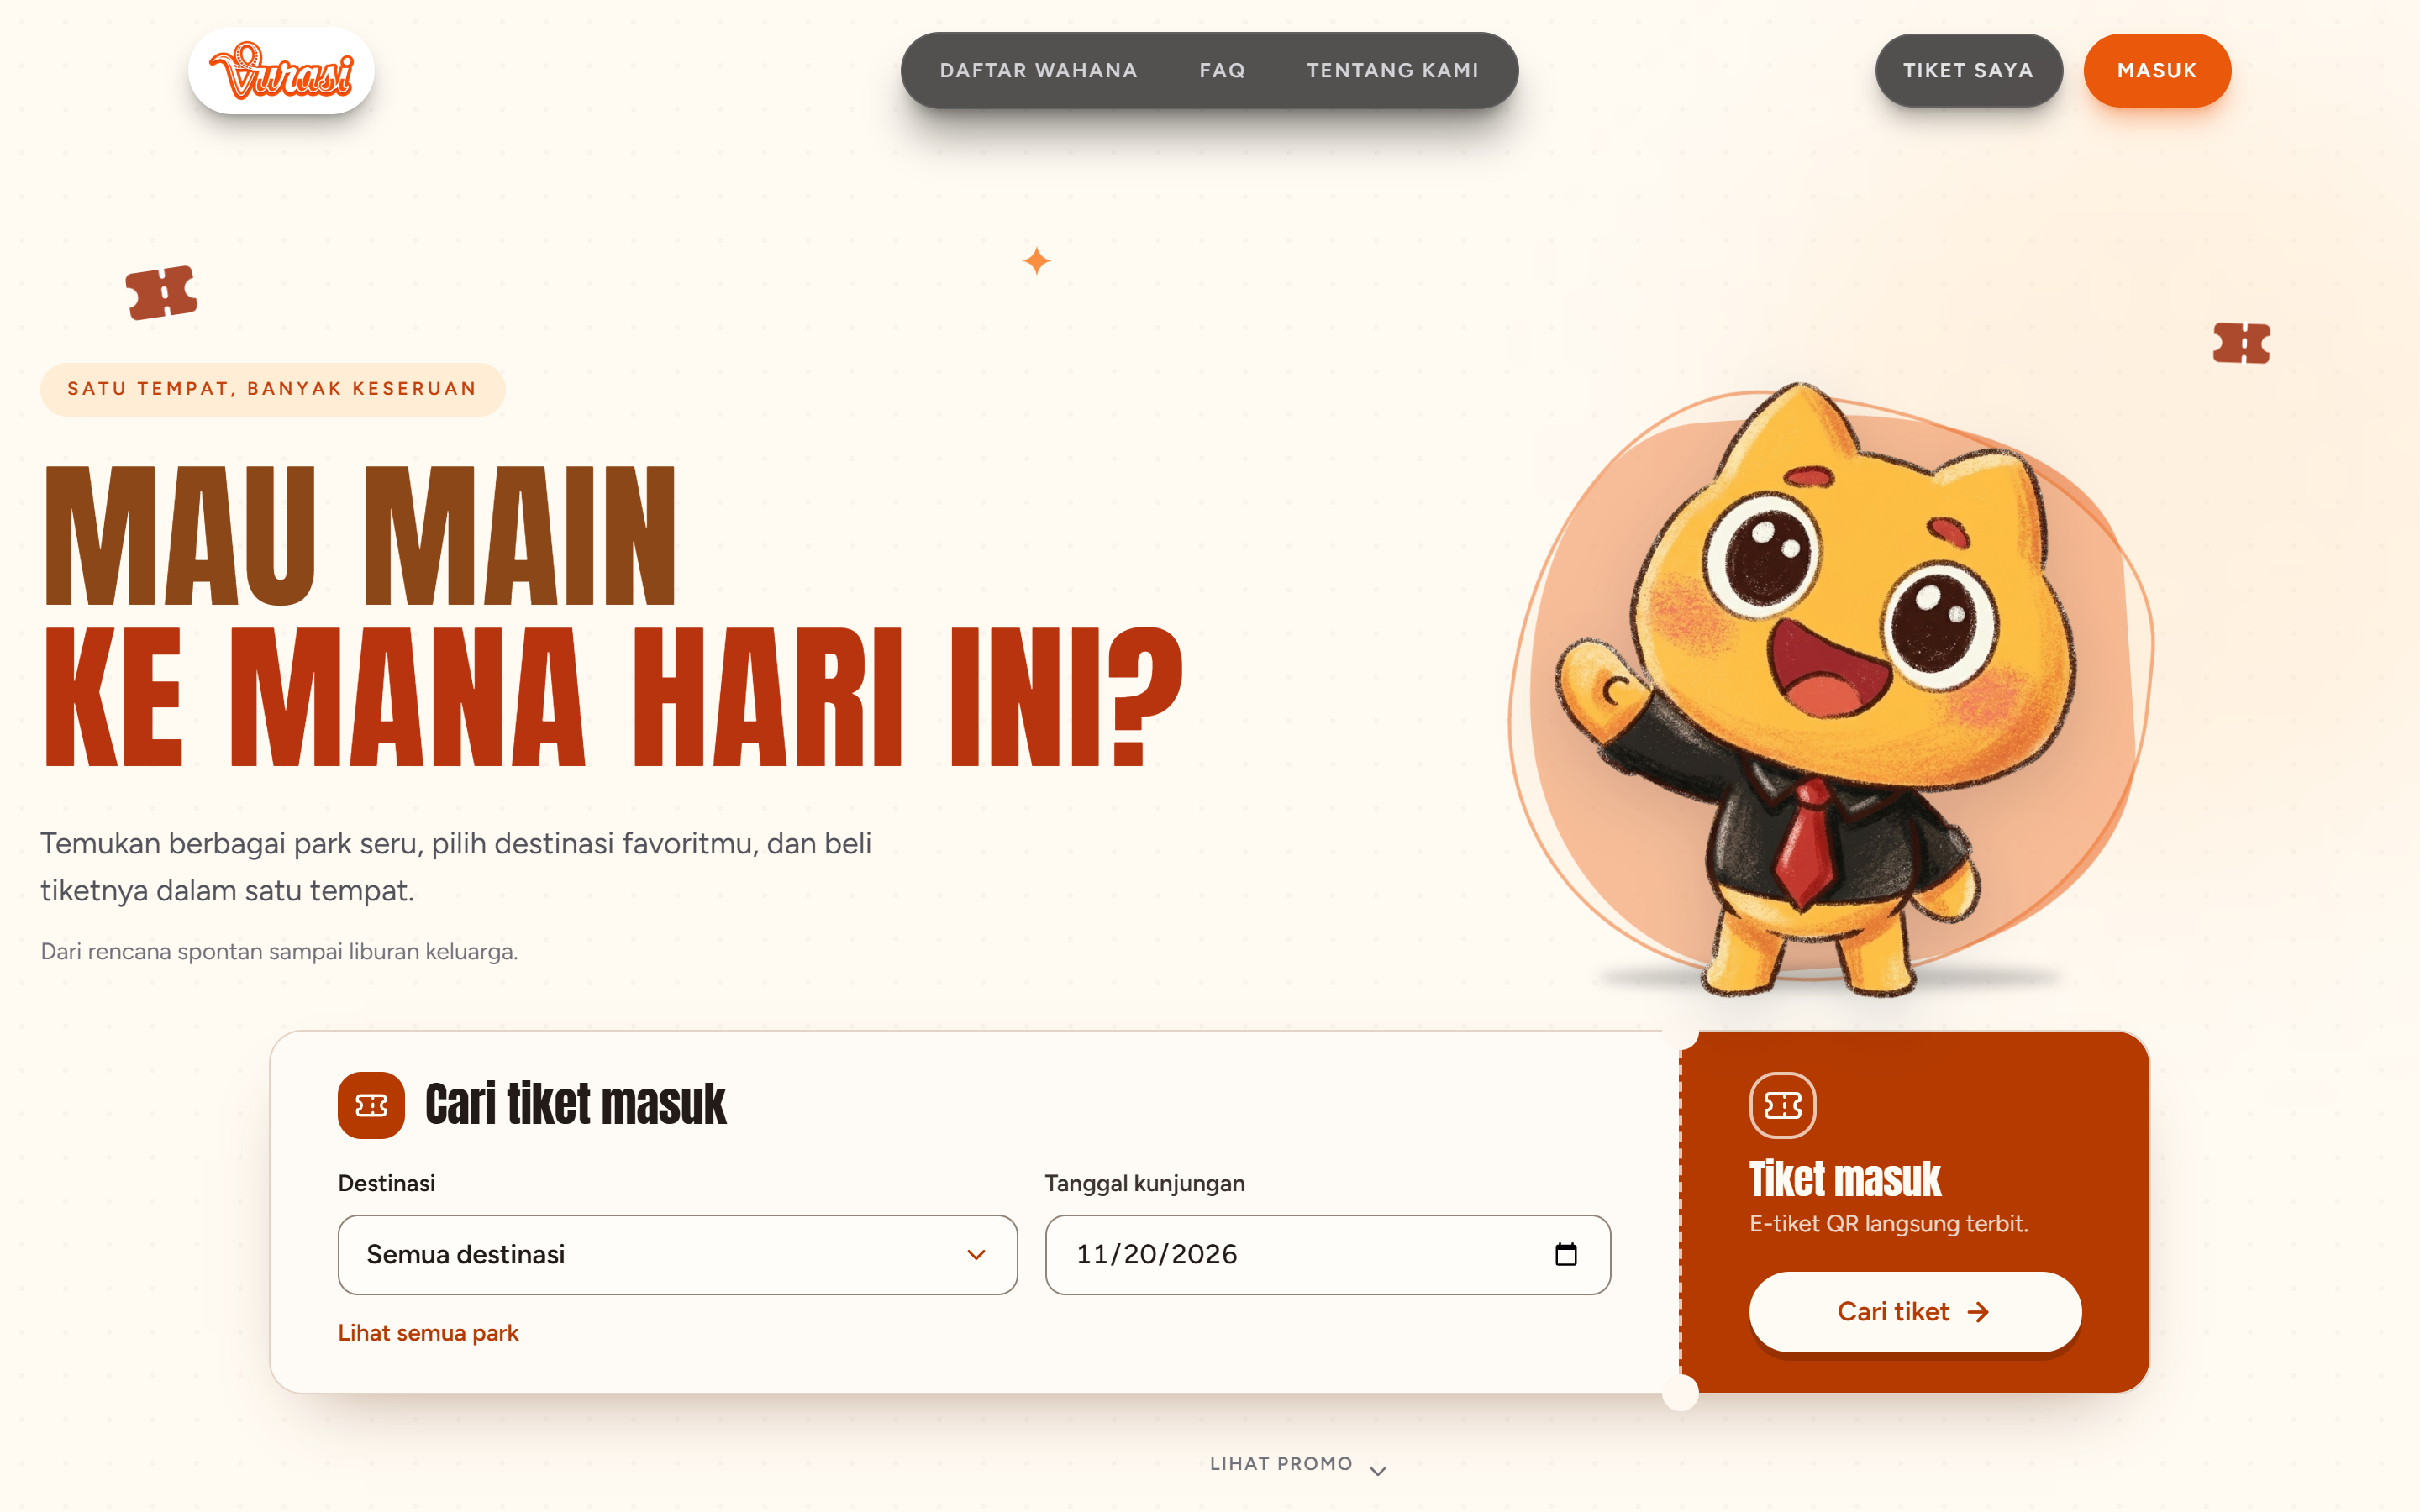 Vurasi
DAFTAR WAHANA
FAQ
TENTANG KAMI
TIKET SAYA
MASUK
SATU TEMPAT, BANYAK KESERUAN
MAU MAIN
KE MANA HARI INI?
Temukan berbagai park seru, pilih destinasi favoritmu, dan beli
tiketnya dalam satu tempat.
Dari rencana spontan sampai liburan keluarga.
Cari tiket masuk
Destinasi
Semua destinasi
Lihat semua park
Tanggal kunjungan
11/20/2026
Tiket masuk
E-tiket QR langsung terbit.
Cari tiket
LIHAT PROMO